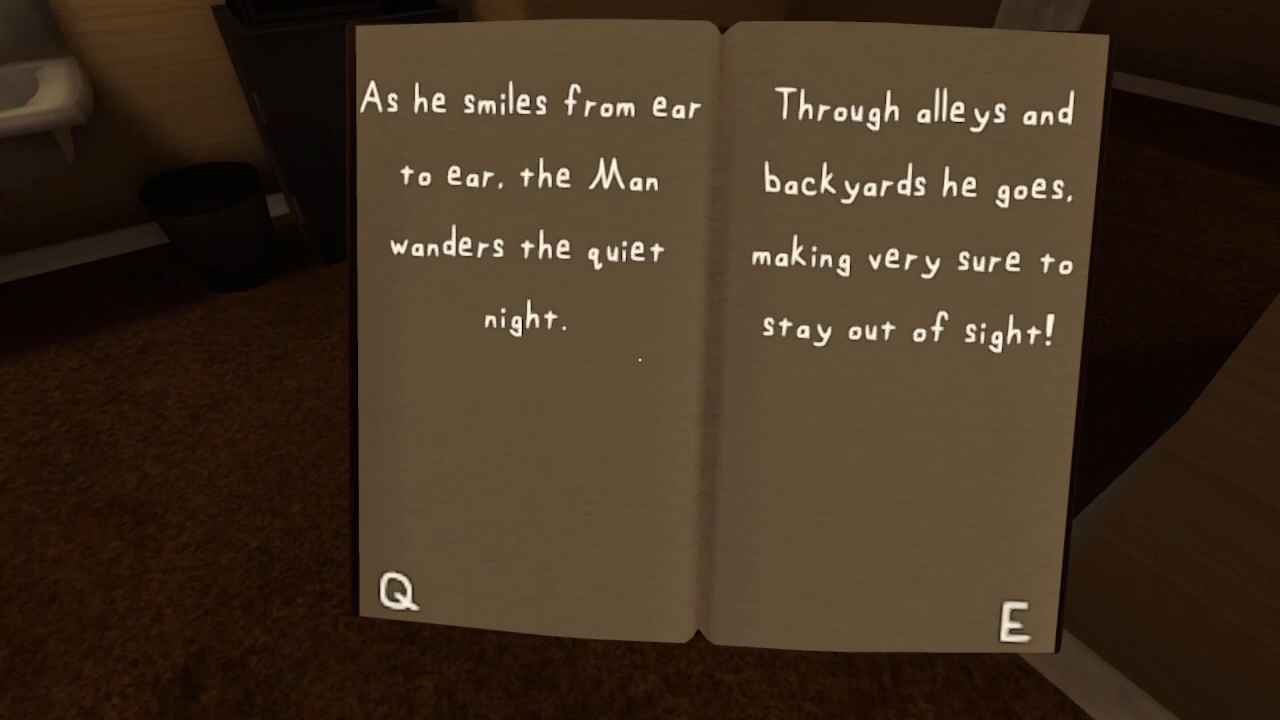 As he smiles from ear
to ear, the Man
wanders the quiet
night.
Q
Through alleys and
backyards he goes,
making very sure to
stay out of sight!
E